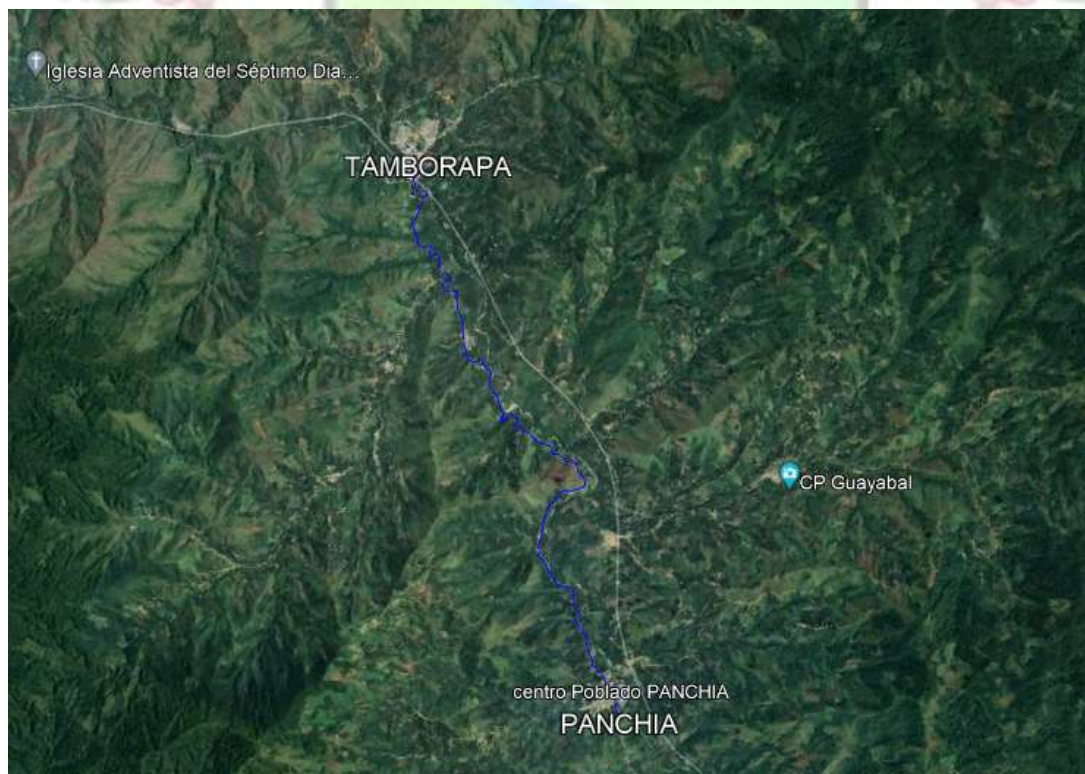 Iglesia Adventista del Séptimo Dia...
TAMBORAPA
CP Guayabal
centro Poblado PANCHIA
PANCHIA